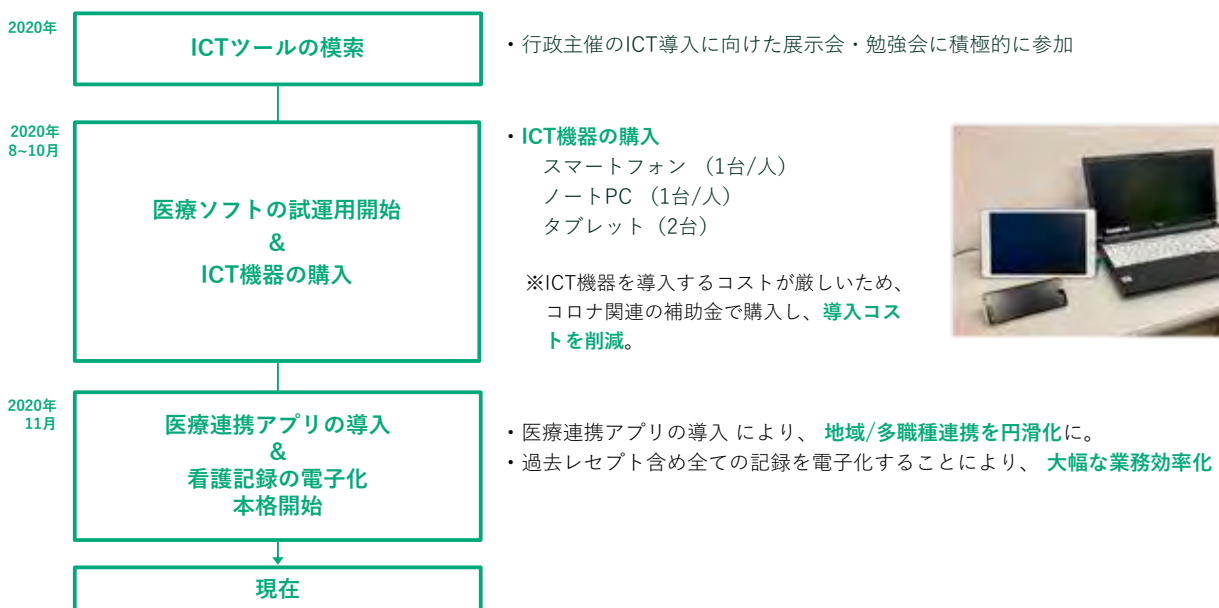 2020年
ICTツールの模索
・行政主催のICT導入に向けた展示会・勉強会に積極的に参加
2020年
8~10月
医療ソフトの試運用開始
&
ICT機器の購入
・ICT機器の購入
スマートフォン （1台/人）
ノートPC （1台/人）
タブレット（2台）
※ICT機器を導入するコストが厳しいため、
コロナ関連の補助金で購入し、導入コス
トを削減。
2020年
11月
医療連携アプリの導入
&
看護記録の電子化
本格開始
・医療連携アプリの導入 により、 地域/多職種連携を円滑化に。
・過去レセプト含め全ての記録を電子化することにより、 大幅な業務効率化
現在